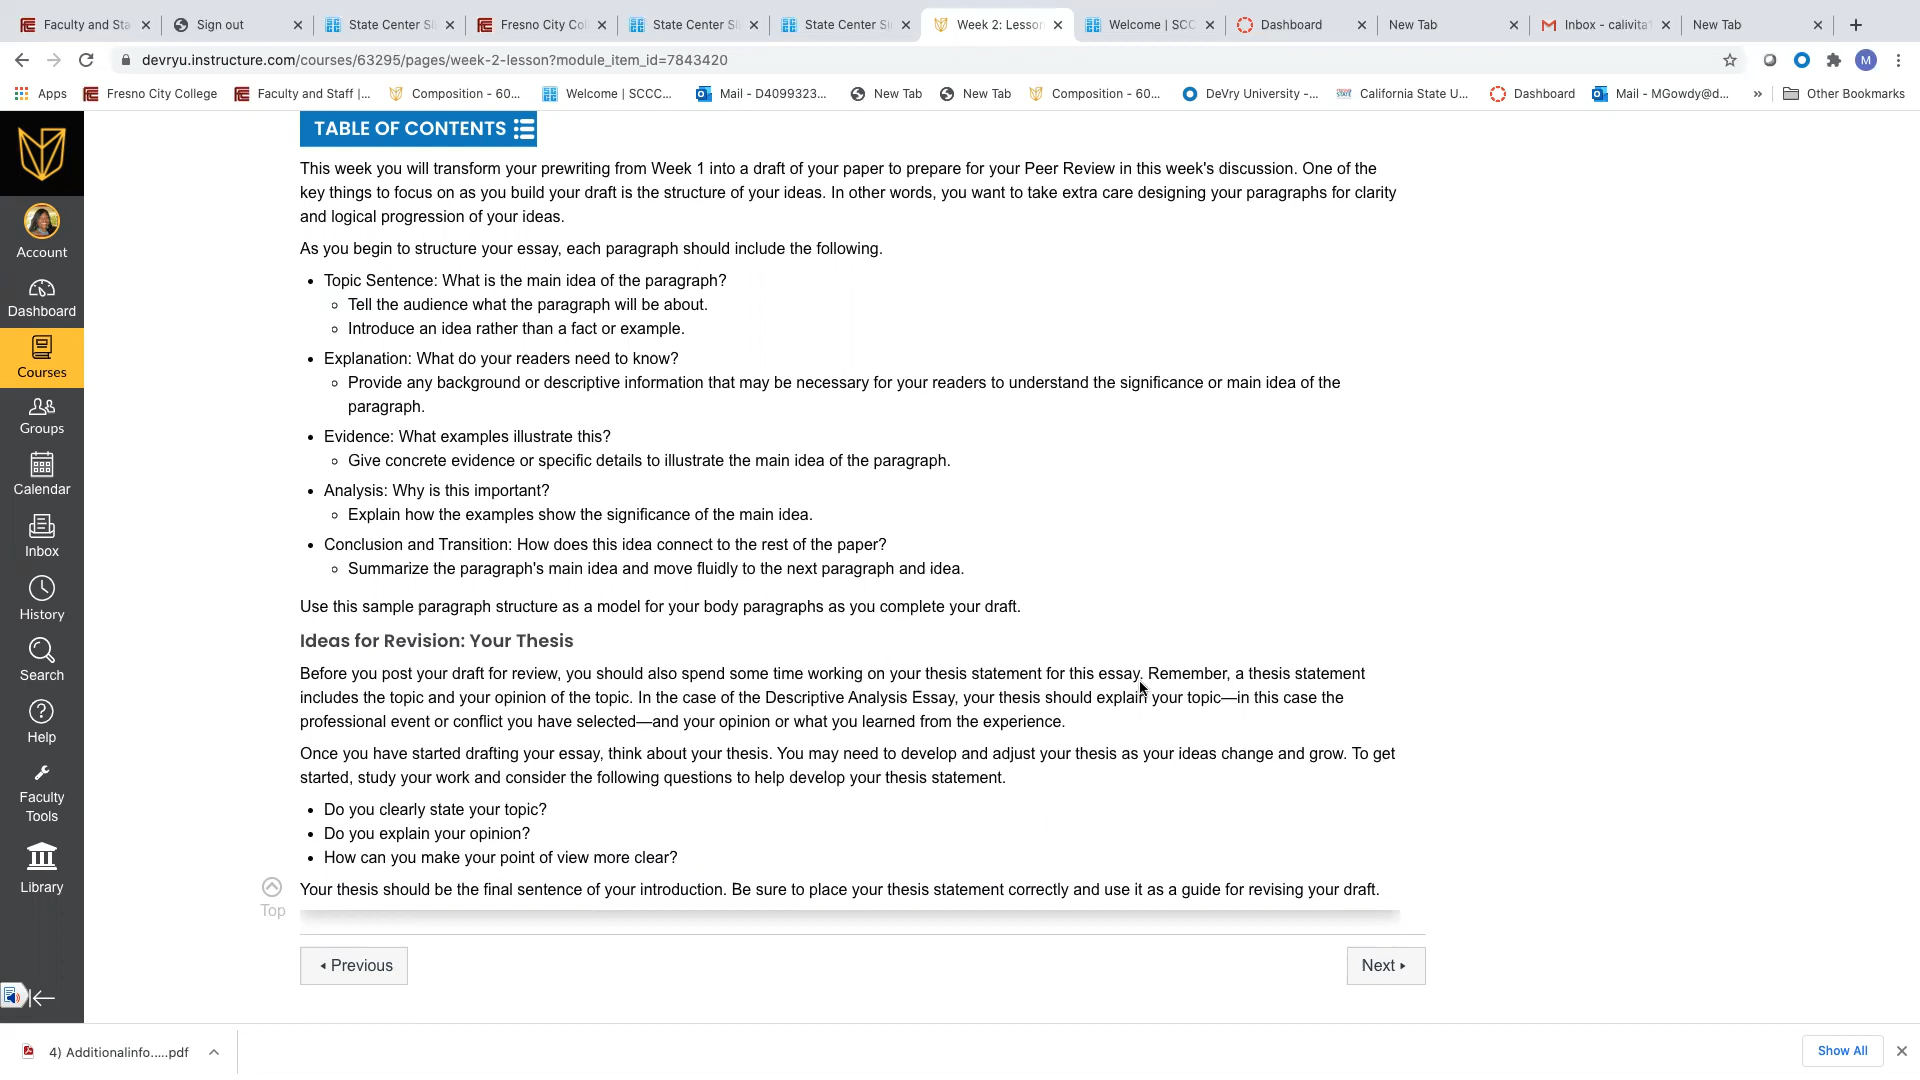 Faculty and Sta
Sign out
State Center S
Fresno City Col
State Center S
State Center S
Week 2: Lesson
Welcome | SCC
Dashboard
New Tab
Inbox - calivita
New Tab
devryu.instructure.com/courses/63295/pages/week-2-lesson?module_item_id=7843420
M
Apps
Fresno City College
Faculty and Staff |...
Composition - 60...
Welcome | SCCC...
Mail - D4099323...
New Tab
New Tab
Composition - 60...
DeVry University -...
California State U...
Dashboard
Mail - MGowdy@d...
»
Other Bookmarks
Account
Dashboard
Courses
Groups
Calendar
Inbox
History
Search
Help
Faculty
Tools
Library
TABLE OF CONTENTS
This week you will transform your prewriting from Week 1 into a draft of your paper to prepare for your Peer Review in this week's discussion. One of the
key things to focus on as you build your draft is the structure of your ideas. In other words, you want to take extra care designing your paragraphs for clarity
and logical progression of your ideas.
As you begin to structure your essay, each paragraph should include the following.
• Topic Sentence: What is the main idea of the paragraph?
◦ Tell the audience what the paragraph will be about.
◦ Introduce an idea rather than a fact or example.
• Explanation: What do your readers need to know?
◦ Provide any background or descriptive information that may be necessary for your readers to understand the significance or main idea of the
paragraph.
• Evidence: What examples illustrate this?
◦ Give concrete evidence or specific details to illustrate the main idea of the paragraph.
• Analysis: Why is this important?
◦ Explain how the examples show the significance of the main idea.
• Conclusion and Transition: How does this idea connect to the rest of the paper?
◦ Summarize the paragraph's main idea and move fluidly to the next paragraph and idea.
Use this sample paragraph structure as a model for your body paragraphs as you complete your draft.
Ideas for Revision: Your Thesis
Before you post your draft for review, you should also spend some time working on your thesis statement for this essay. Remember, a thesis statement
includes the topic and your opinion of the topic. In the case of the Descriptive Analysis Essay, your thesis should explain your topic—in this case the
professional event or conflict you have selected—and your opinion or what you learned from the experience.
Once you have started drafting your essay, think about your thesis. You may need to develop and adjust your thesis as your ideas change and grow. To get
started, study your work and consider the following questions to help develop your thesis statement.
• Do you clearly state your topic?
• Do you explain your opinion?
• How can you make your point of view more clear?
Your thesis should be the final sentence of your introduction. Be sure to place your thesis statement correctly and use it as a guide for revising your draft.
Top
Previous
Next
4) Additionalinfo.....pdf
Show All